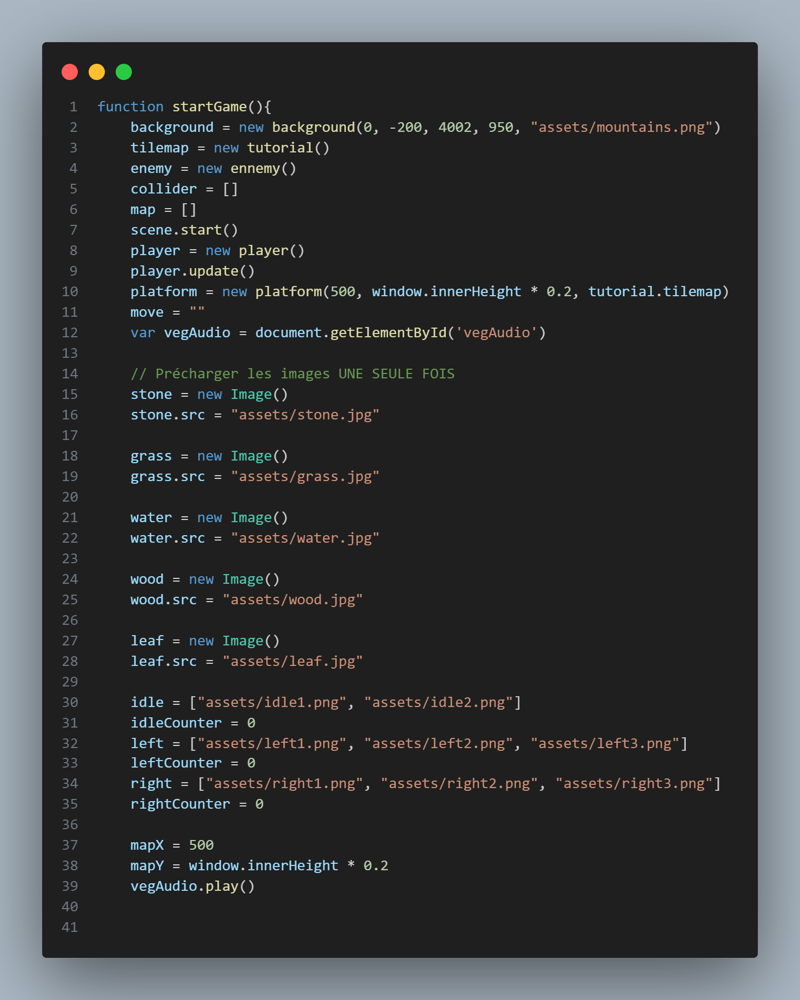 1 function startGame(){
2     background = new background(0, -200, 4002, 950, "assets/mountains.png")
3     tilemap = new tutorial()
4     enemy = new ennemy()
5     collider = []
6     map = []
7     scene.start()
8     player = new player()
9     player.update()
10     platform = new platform(500, window.innerHeight * 0.2, tutorial.tilemap)
11     move = ""
12     var vegAudio = document.getElementById('vegAudio')
13
14     // Précharger les images UNE SEULE FOIS
15     stone = new Image()
16     stone.src = "assets/stone.jpg"
17
18     grass = new Image()
19     grass.src = "assets/grass.jpg"
20
21     water = new Image()
22     water.src = "assets/water.jpg"
23
24     wood = new Image()
25     wood.src = "assets/wood.jpg"
26
27     leaf = new Image()
28     leaf.src = "assets/leaf.jpg"
29
30     idle = ["assets/idle1.png", "assets/idle2.png"]
31     idleCounter = 0
32     left = ["assets/left1.png", "assets/left2.png", "assets/left3.png"]
33     leftCounter = 0
34     right = ["assets/right1.png", "assets/right2.png", "assets/right3.png"]
35     rightCounter = 0
36
37     mapX = 500
38     mapY = window.innerHeight * 0.2
39     vegAudio.play()
40
41